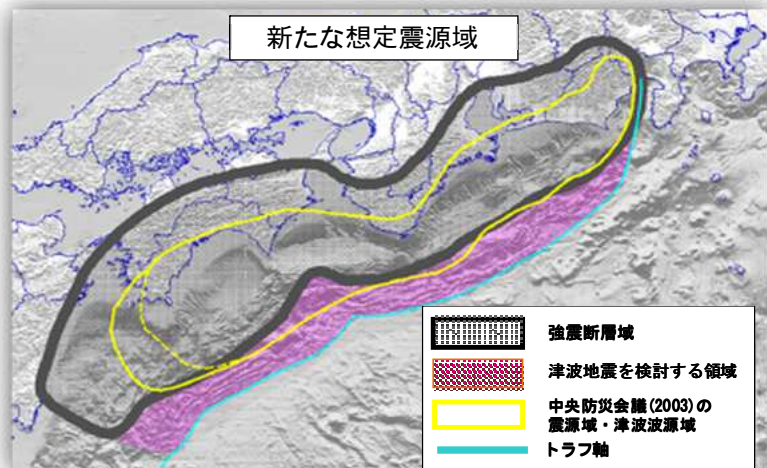 新たな想定震源域
強震断層域
津波地震を検討する領域
中央防災会議(2003)の
震源域・津波波源域
トラフ軸